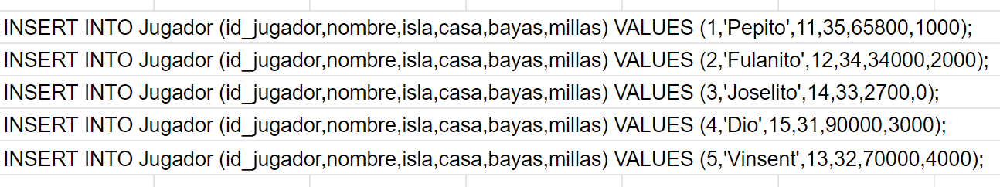 INSERT INTO Jugador (id_jugador,nombre,isla,casa,bayas,millas) VALUES (1,'Pepito',11,35,65800,1000);
INSERT INTO Jugador (id_jugador,nombre,isla,casa,bayas,millas) VALUES (2,'Fulanito',12,34,34000,2000);
INSERT INTO Jugador (id_jugador,nombre,isla,casa,bayas,millas) VALUES (3,'Joselito',14,33,2700,0);
INSERT INTO Jugador (id_jugador,nombre,isla,casa,bayas,millas) VALUES (4,'Dio',15,31,90000,3000);
INSERT INTO Jugador (id_jugador,nombre,isla,casa,bayas,millas) VALUES (5,'Vinsent',13,32,70000,4000);